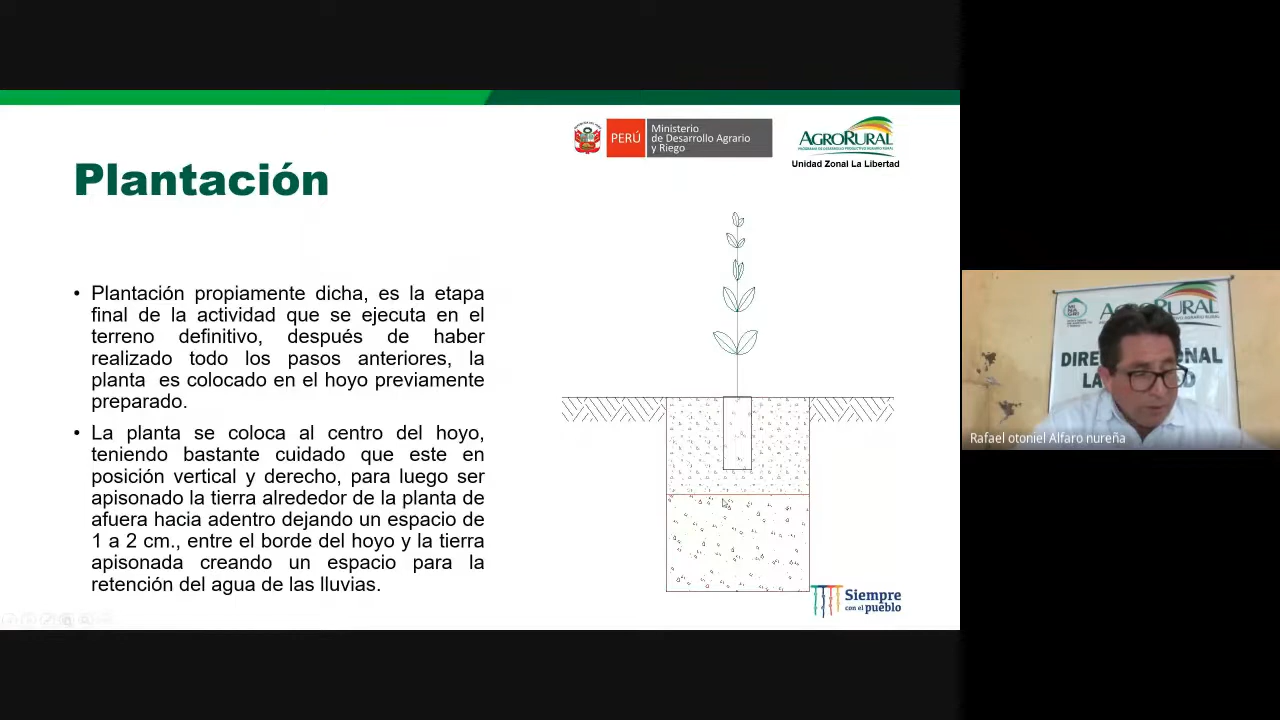 PERÚ
Ministerio
de Desarrollo Agrario
y Riego
AGRORURAL
Unidad Zonal La Libertad
Plantación
• Plantación propiamente dicha, es la etapa
final de la actividad que se ejecuta en el
terreno definitivo, después de haber
realizado todo los pasos anteriores, la
planta es colocado en el hoyo previamente
preparado.
• La planta se coloca al centro del hoyo,
teniendo bastante cuidado que este en
posición vertical y derecho, para luego ser
apisonado la tierra alrededor de la planta de
afuera hacia adentro dejando un espacio de
1 a 2 cm., entre el borde del hoyo y la tierra
apisonada creando un espacio para la
retención del agua de las lluvias.
Siempre
con el pueblo
AGRORURAL
Rafael otoniel Alfaro nureña